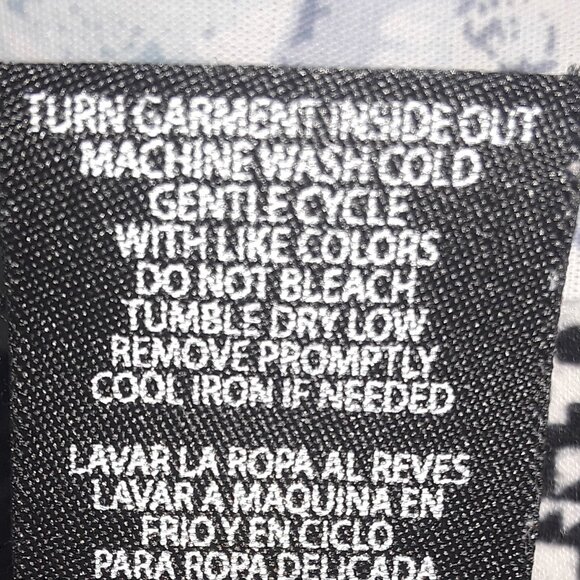 TURN GARMENT INSIDE OUT
MACHINE WASH COLD
GENTLE CYCLE
WITH LIKE COLORS
DO NOT BLEACH
TUMBLE DRY LOW
REMOVE PROMPTLY
COOL IRON IF NEEDED
LAVAR LA ROPA AL REVES
LAVAR A MAQUINA EN
FRIO Y EN CICLO
PARA ROPA DELICADA